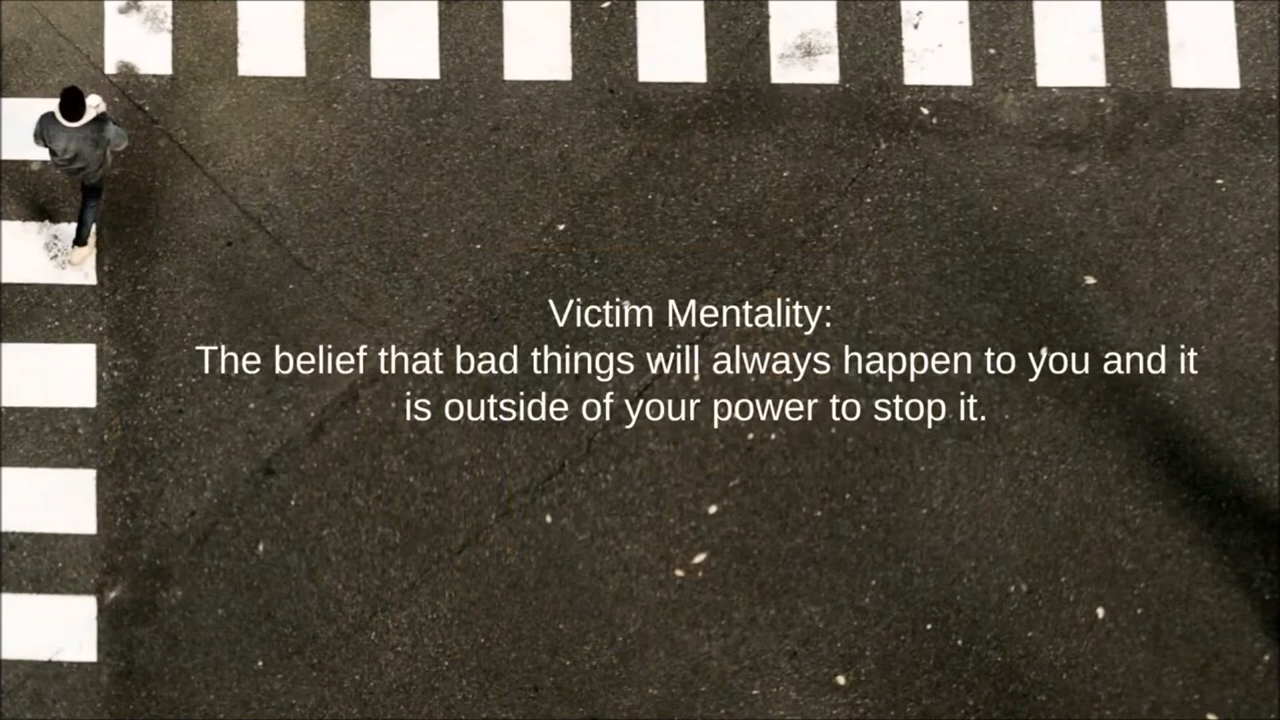 Victim Mentality:
The belief that bad things will always happen to you and it
is outside of your power to stop it.